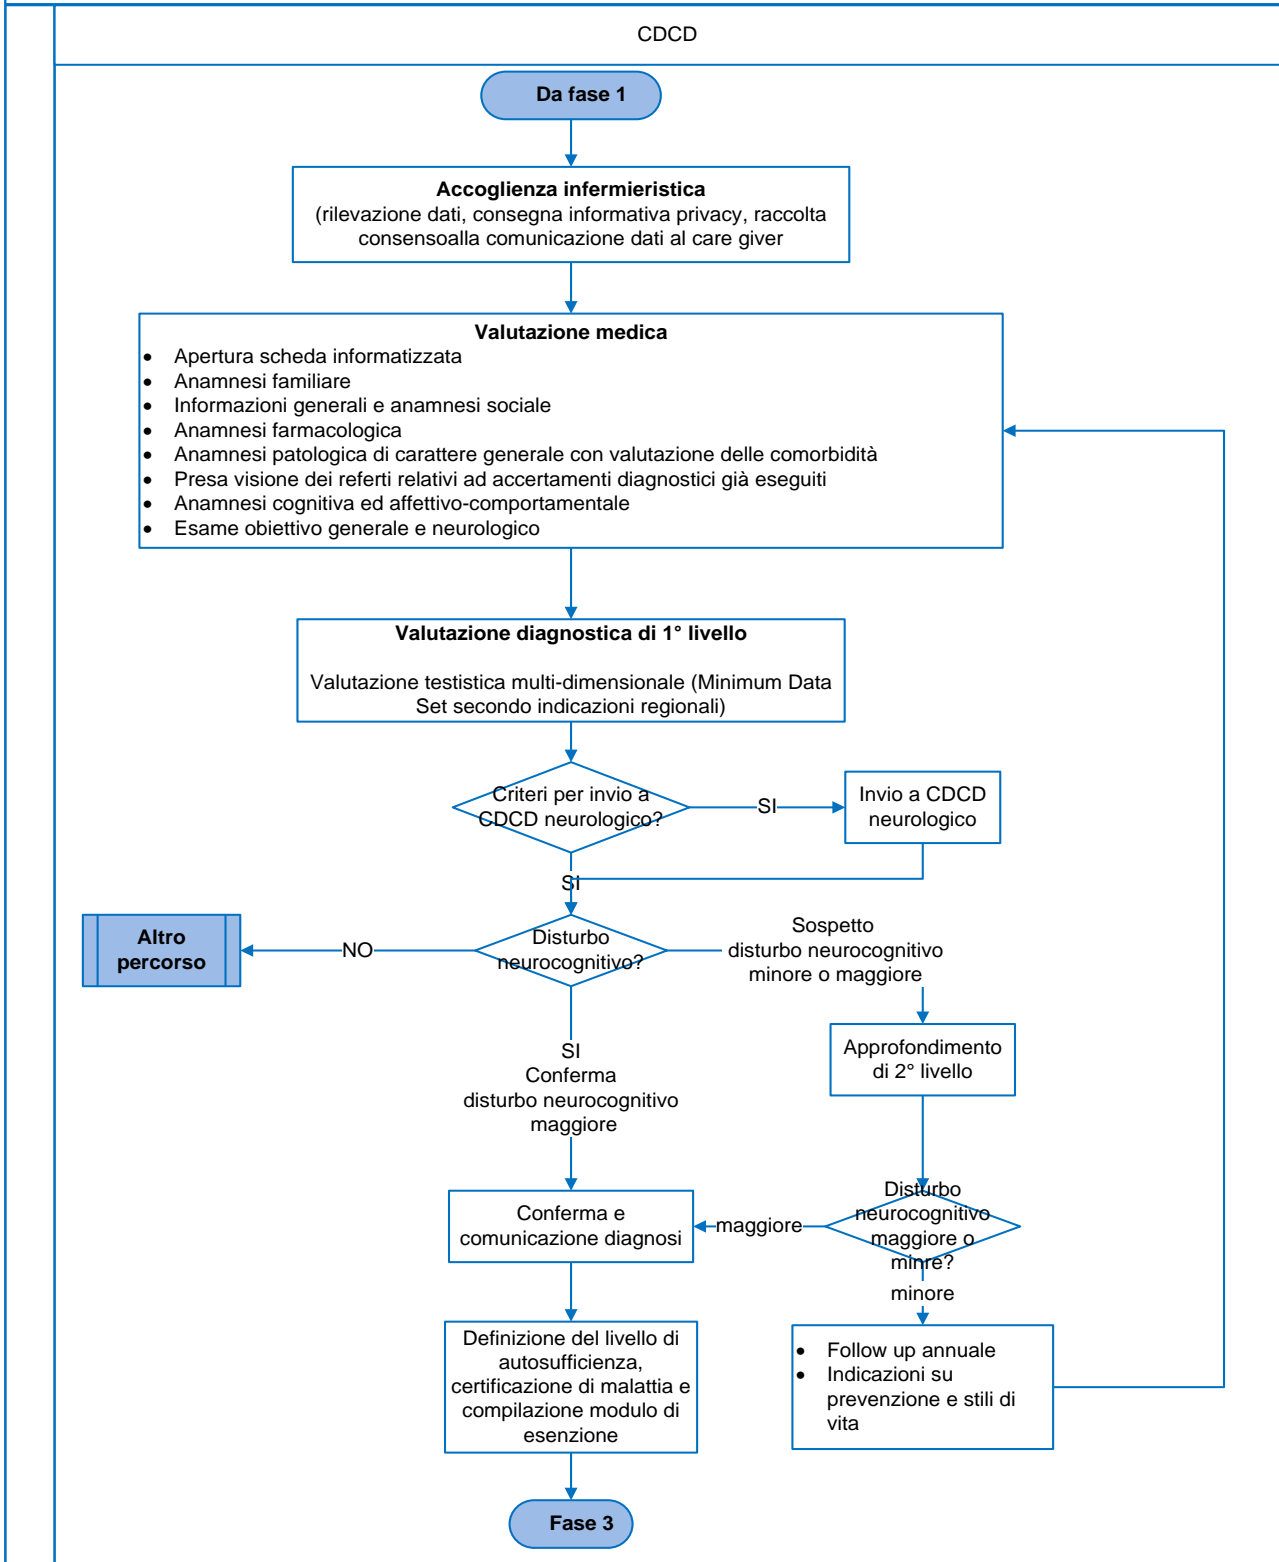 CDCD
Da fase 1
Accoglienza infermieristica
(rilevazione dati, consegna informativa privacy, raccolta
consensoalla comunicazione dati al care giver
Valutazione medica
• Apertura scheda informatizzata
• Anamnesi familiare
• Informazioni generali e anamnesi sociale
• Anamnesi farmacologica
• Anamnesi patologica di carattere generale con valutazione delle comorbidità
• Presa visione dei referti relativi ad accertamenti diagnostici già eseguiti
• Anamnesi cognitiva ed affettivo-comportamentale
• Esame obiettivo generale e neurologico
Valutazione diagnostica di 1° livello
Valutazione testistica multi-dimensionale (Minimum Data
Set secondo indicazioni regionali)
Criteri per invio a
CDCD neurologico?
SI
Invio a CDCD
neurologico
SI
Altro
percorso
NO
Disturbo
neurocognitivo?
Sospetto
disturbo neurocognitivo
minore o maggiore
SI
Conferma
disturbo neurocognitivo
maggiore
Approfondimento
di 2° livello
Conferma e
comunicazione diagnosi
maggiore
Disturbo
neurocognitivo
maggiore o
minre?
minore
Definizione del livello di
autosufficienza,
certificazione di malattia e
compilazione modulo di
esenzione
• Follow up annuale
• Indicazioni su
prevenzione e stili di
vita
Fase 3